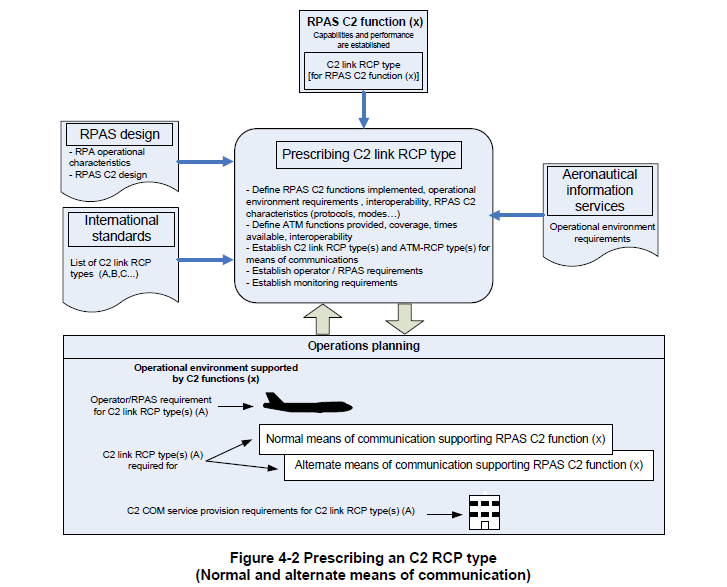 RPAS C2 function (x)
Capabilities and performance
are established
C2 link RCP type
[for RPAS C2 function (x)]
RPAS design
- RPA operational
characteristics
- RPAS C2 design
International
standards
List of C2 link RCP
types (A,B,C...)
Prescribing C2 link RCP type
- Define RPAS C2 functions implemented, operational
environment requirements , interoperability, RPAS C2
characteristics (protocols, modes…)
- Define ATM functions provided, coverage, times
available, interoperability
- Establish C2 link RCP type(s) and ATM-RCP type(s) for
means of communications
- Establish operator / RPAS requirements
- Establish monitoring requirements
Aeronautical
information
services
Operational environment
requirements
Operations planning
Operational environment supported
by C2 functions (x)
Operator/RPAS requirement
for C2 link RCP type(s) (A)
C2 link RCP type(s) (A)
required for
Normal means of communication supporting RPAS C2 function (x)
Alternate means of communication supporting RPAS C2 function (x)
C2 COM service provision requirements for C2 link RCP type(s) (A)
Figure 4-2 Prescribing an C2 RCP type
(Normal and alternate means of communication)